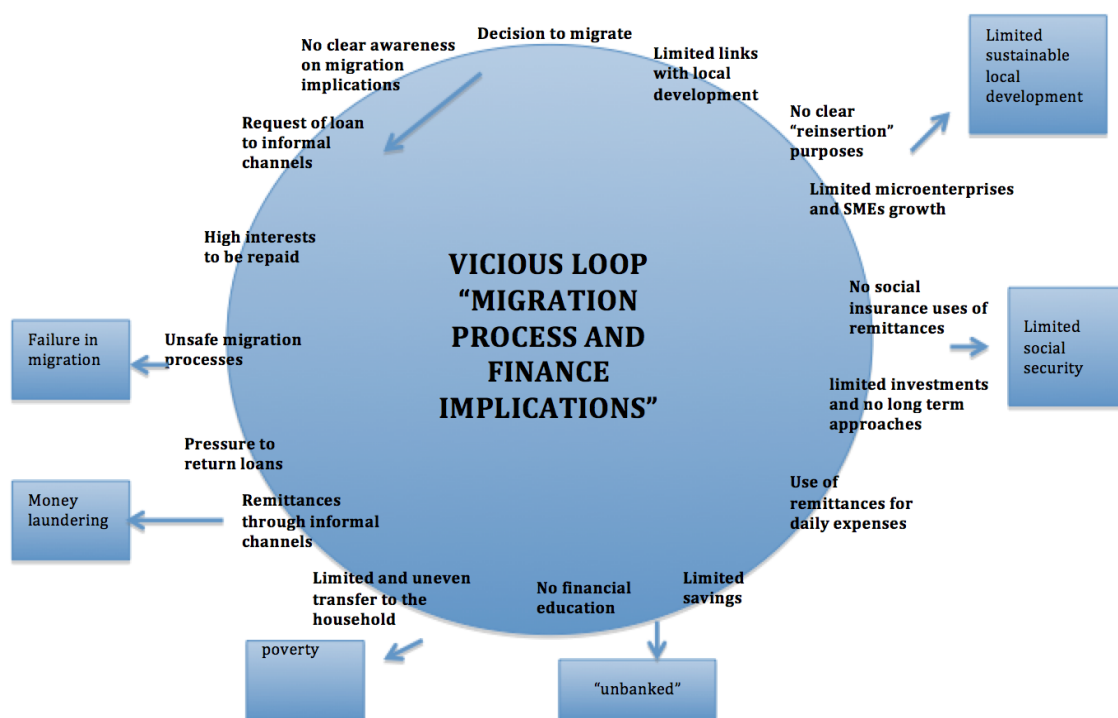 Decision to migrate
No clear awareness
on migration
implications
Request of loan
to informal
channels
High interests
to be repaid
Unsafe migration
processes
Failure in
migration
Pressure to
return loans
Remittances
through informal
channels
Money
laundering
Limited and uneven
transfer to the
household
poverty
No financial
education
Limited
savings
“unbanked”
Use of
remittances for
daily expenses
limited investments
and no long term
approaches
No social
insurance uses of
remittances
Limited
social
security
Limited microenterprises
and SMEs growth
No clear
“reinsertion”
purposes
Limited
sustainable
local
development
Limited links
with local
development
VICIOUS LOOP
“MIGRATION
PROCESS AND
FINANCE
IMPLICATIONS”